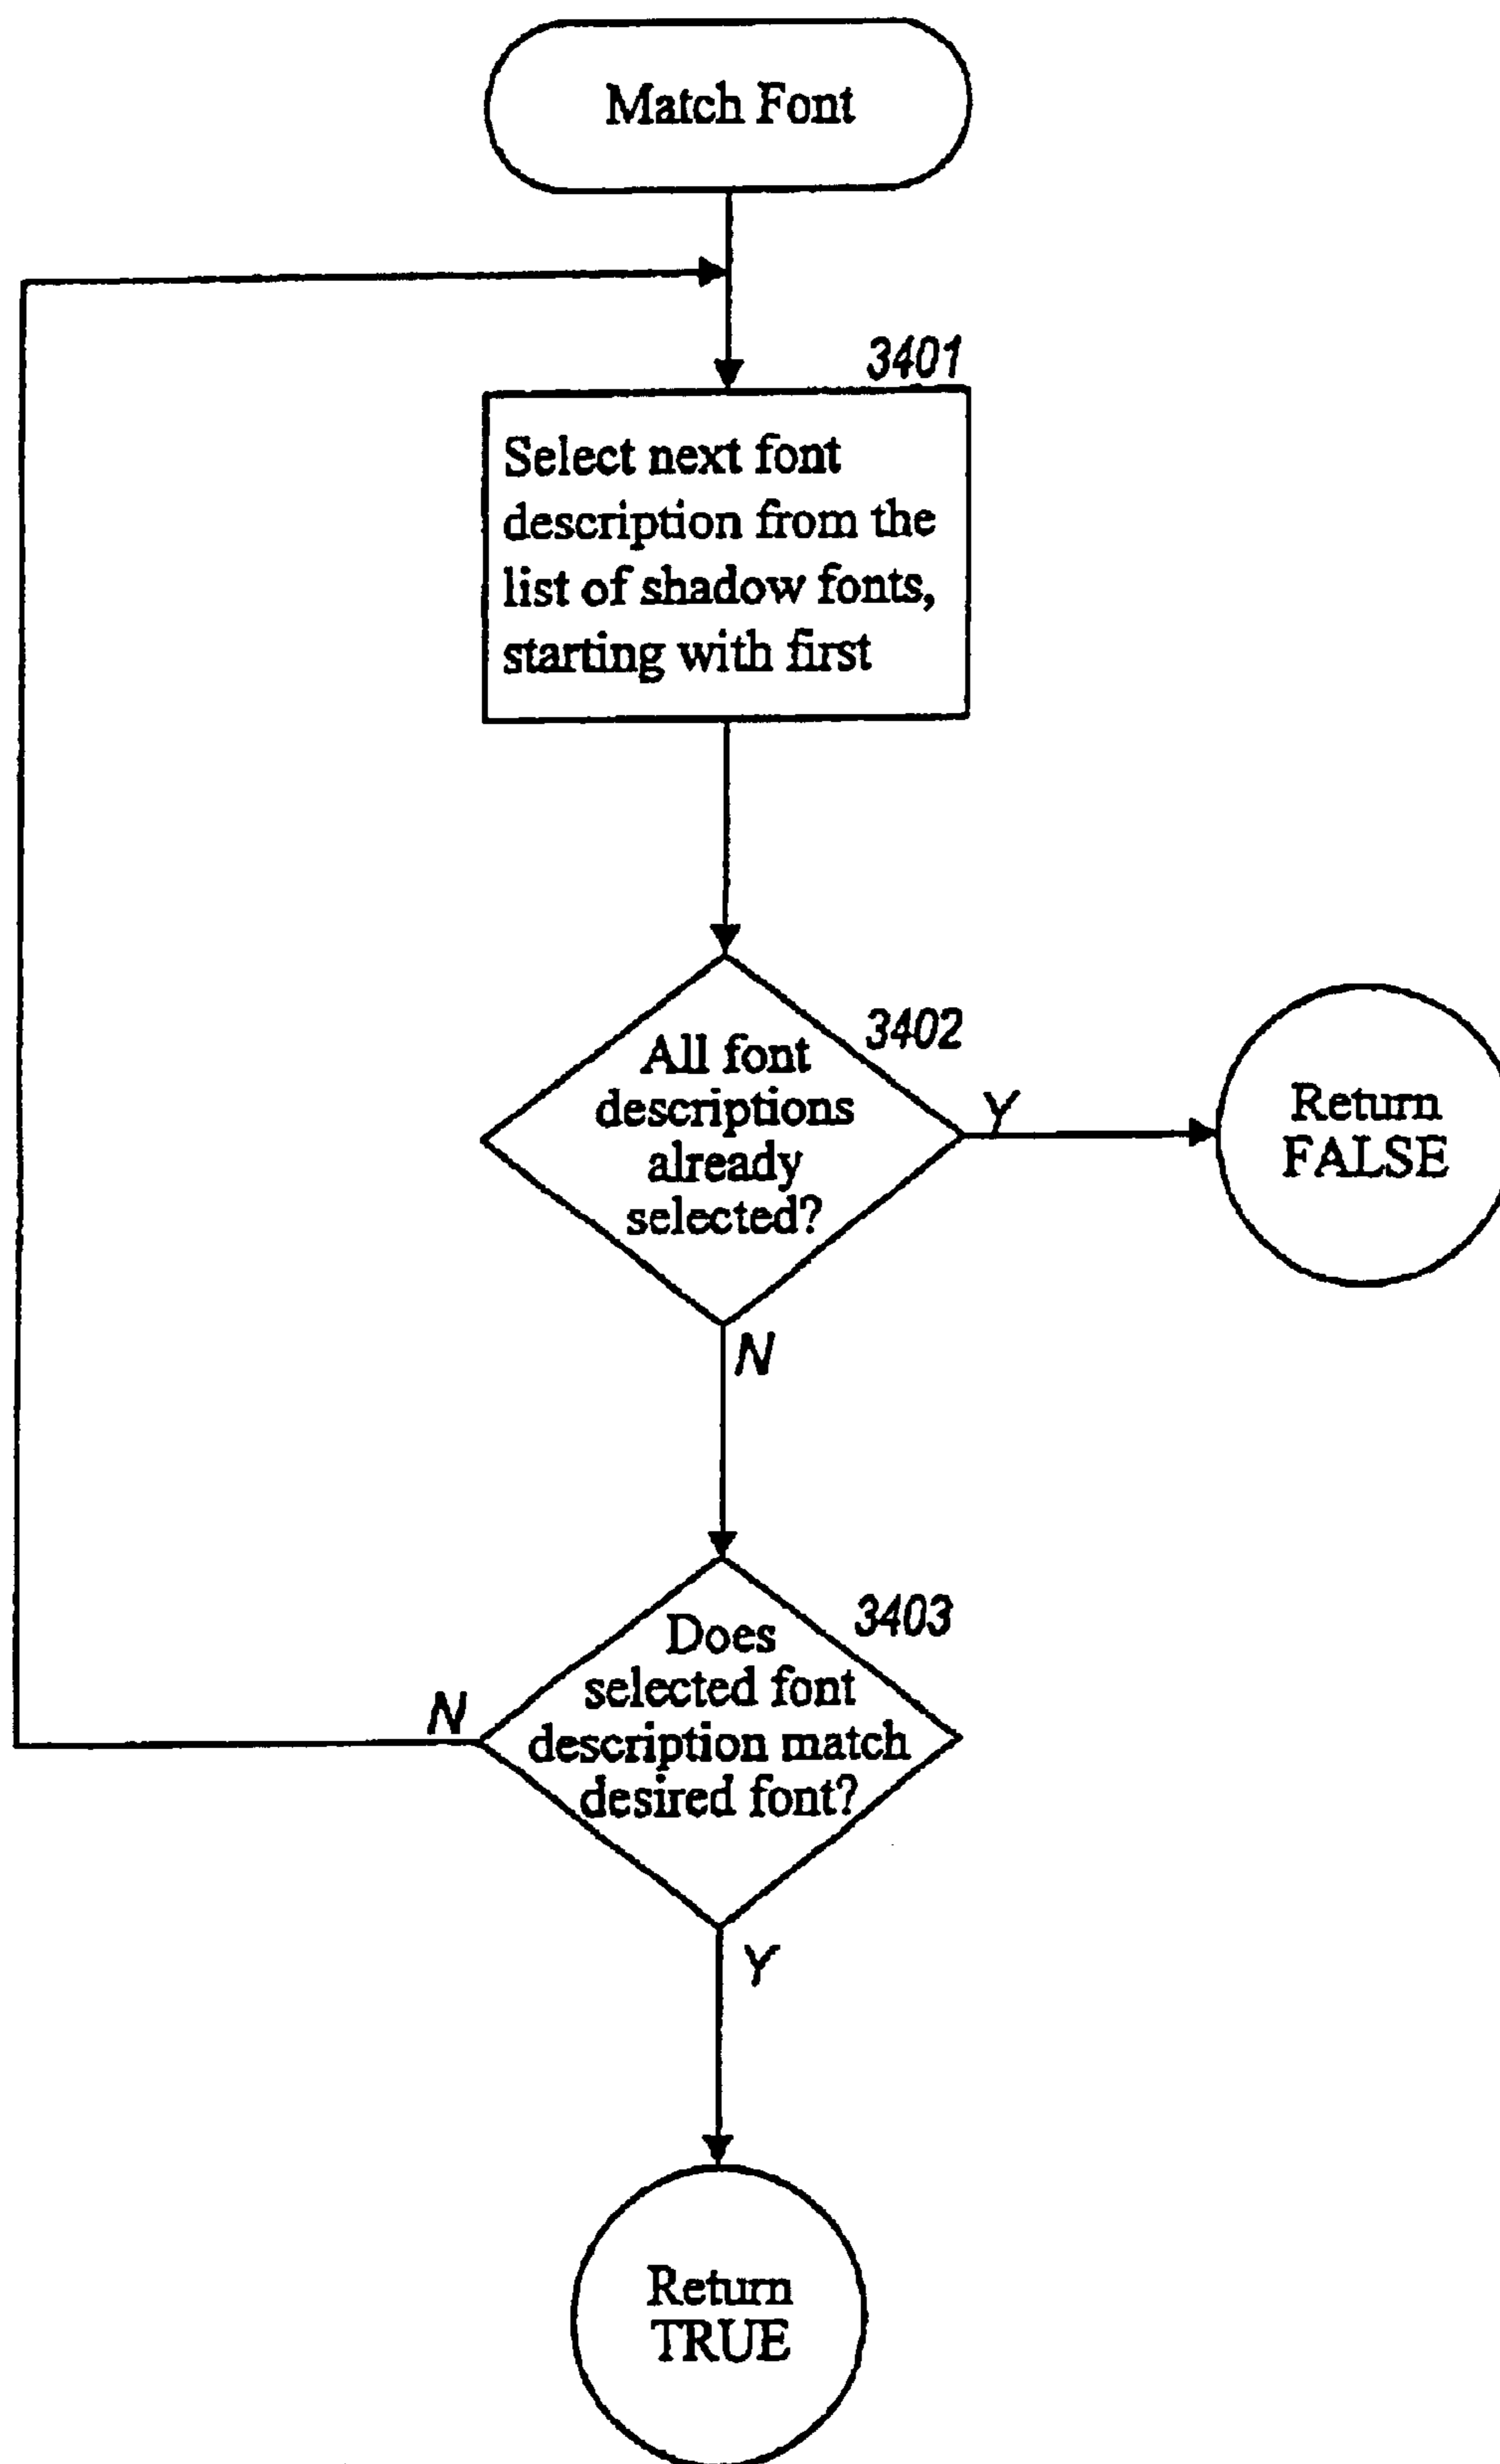 Match Font
3401
Select next font
description from the
list of shadow fonts,
starting with first
3402
All font
descriptions
already
selected?
Y
Return
FALSE
N
3403
Does
selected font
description match
desired font?
N
Y
Return
TRUE